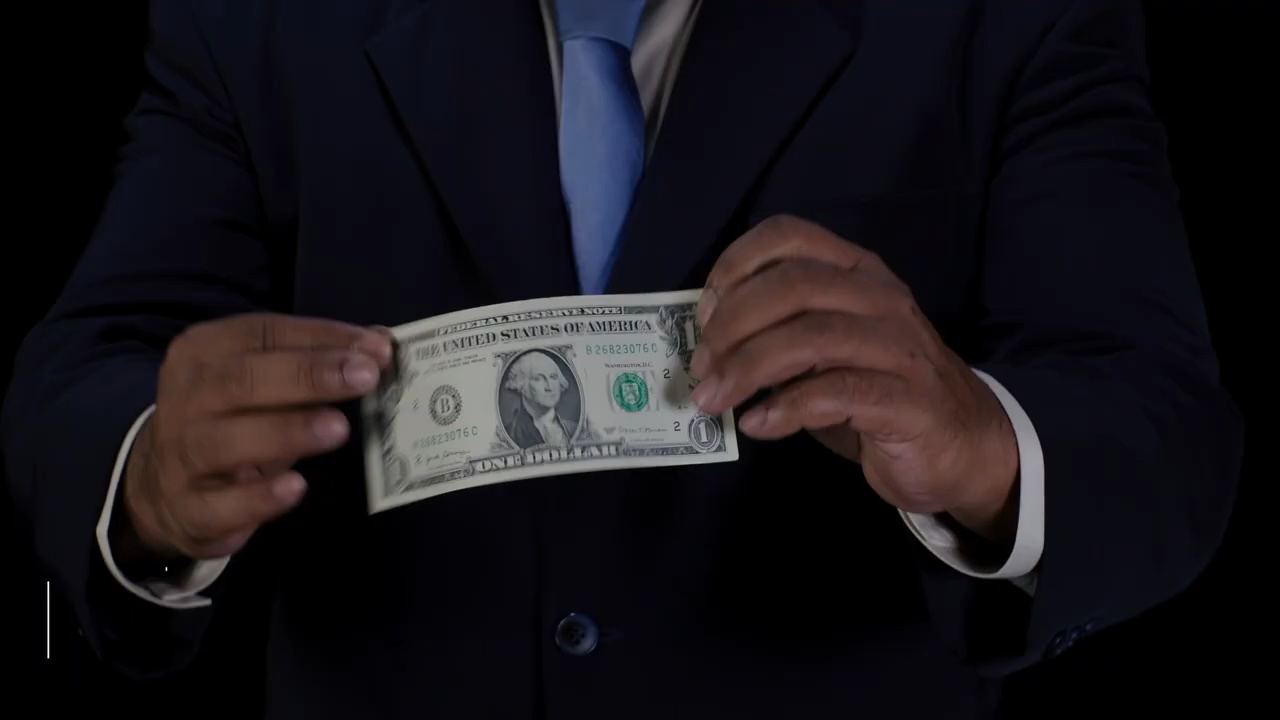 FEDERAL RESERVE NOTE
THE UNITED STATES OF AMERICA
B 26823076 C
WASHINGTON, D.C.
2
B
B 26823076 C
2
1
ONE DOLLAR